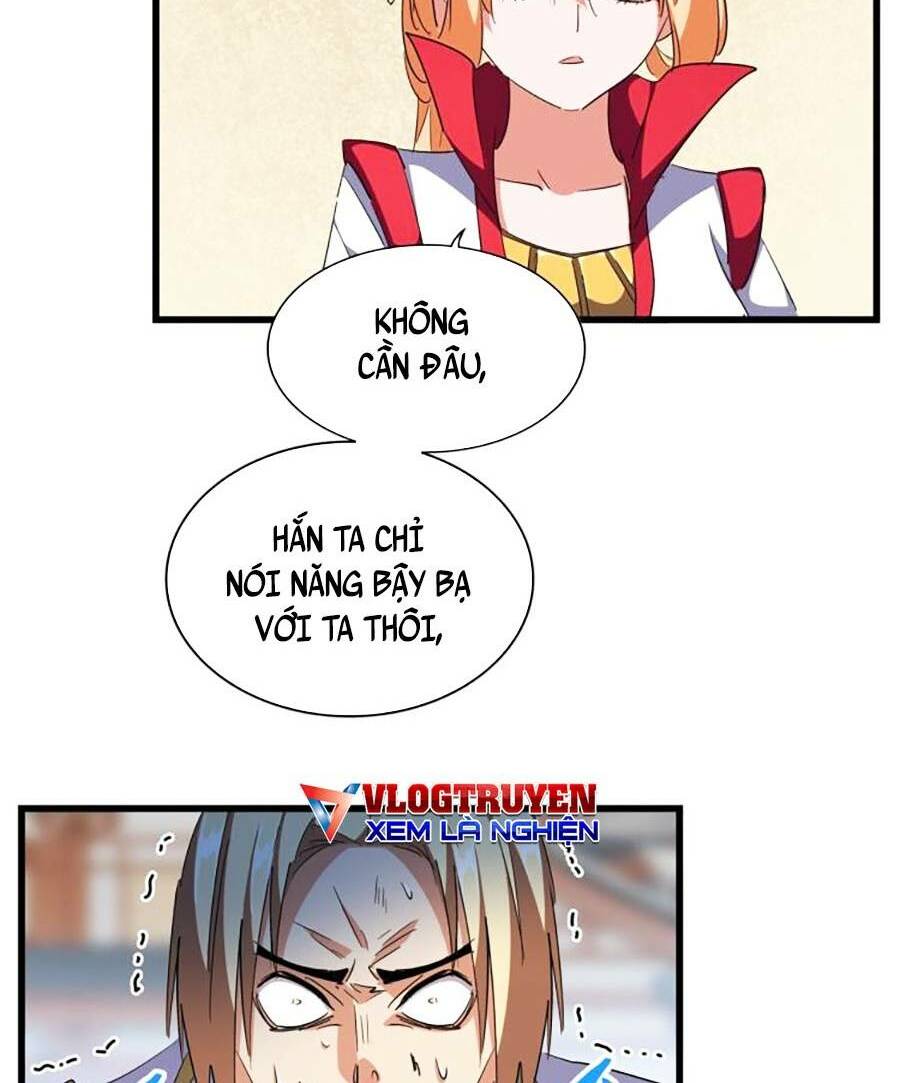 KHÔNG
CẦN ĐÂU,
HẮN TA CHỈ
NÓI NĂNG BẬY BẠ
VỚI TA THÔI,
VLOGTRUYEN
XEM LÀ NGHIỆN